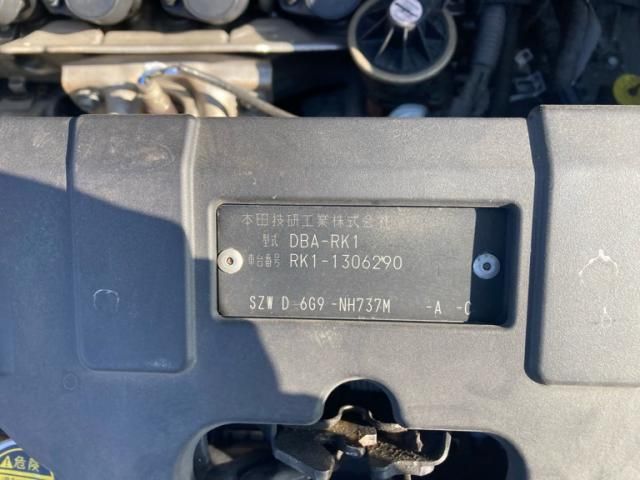 本田技研工業株式会社
型式 DBA-RK1
車台番号 RK1-1306290
SZW D 6G9 -NH737M -A -C
危険